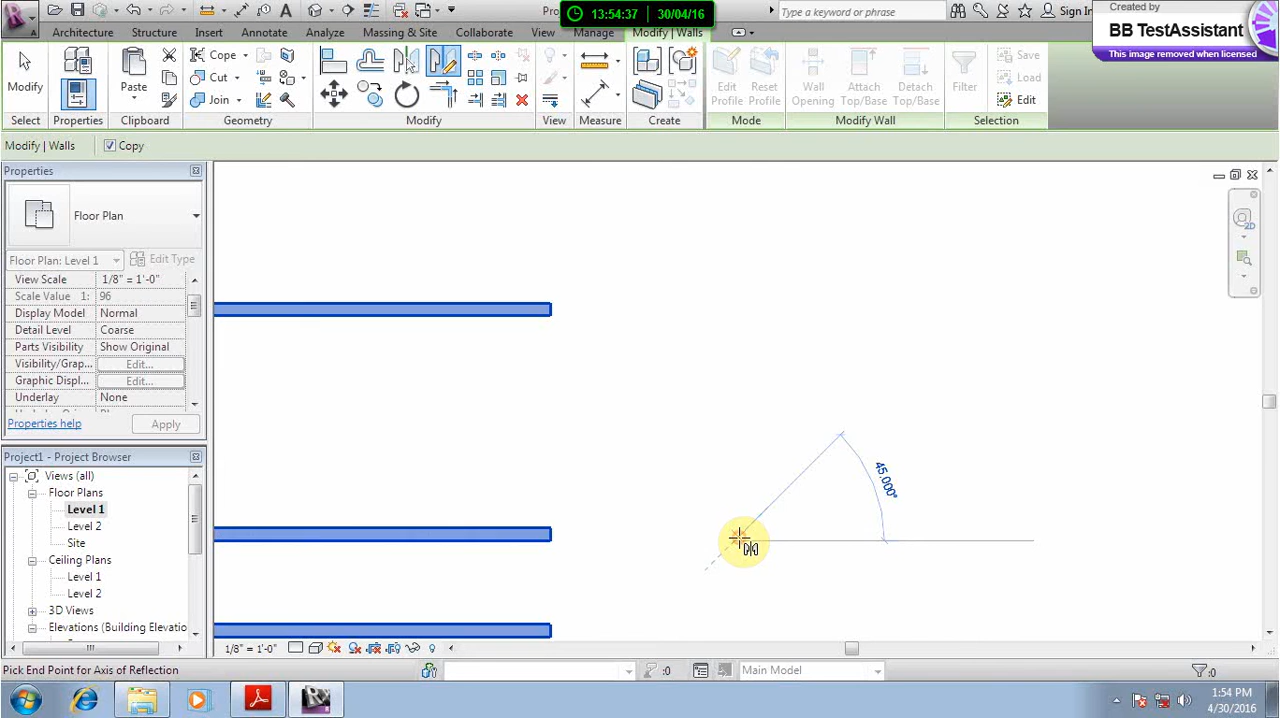 13:54:37 30/04/16
Type a keyword or phrase
Sign In
Created by
BB TestAssistant
This image removed when licensed
Architecture Structure Insert Annotate Analyze Massing & Site Collaborate View Manage Modify | Walls
Modify
Paste
Cope
Cut
Join
Edit Profile
Reset Profile
Wall Opening
Attach Top/Base
Detach Top/Base
Filter
Save
Load
Edit
Select Properties Clipboard Geometry Modify View Measure Create Mode Modify Wall Selection
Modify | Walls Copy
Properties
Floor Plan
Floor Plan: Level 1 Edit Type
View Scale 1/8" = 1'-0"
Scale Value 1: 96
Display Model Normal
Detail Level Coarse
Parts Visibility Show Original
Visibility/Grap... Edit...
Graphic Displ... Edit...
Underlay None
Properties help Apply
Project1 - Project Browser
Views (all)
Floor Plans
Level 1
Level 2
Site
Ceiling Plans
Level 1
Level 2
3D Views
Elevations (Building Elevatio
45.000°
2D
1/8" = 1'-0"
Pick End Point for Axis of Reflection
:0
Main Model
:0
1:54 PM
4/30/2016